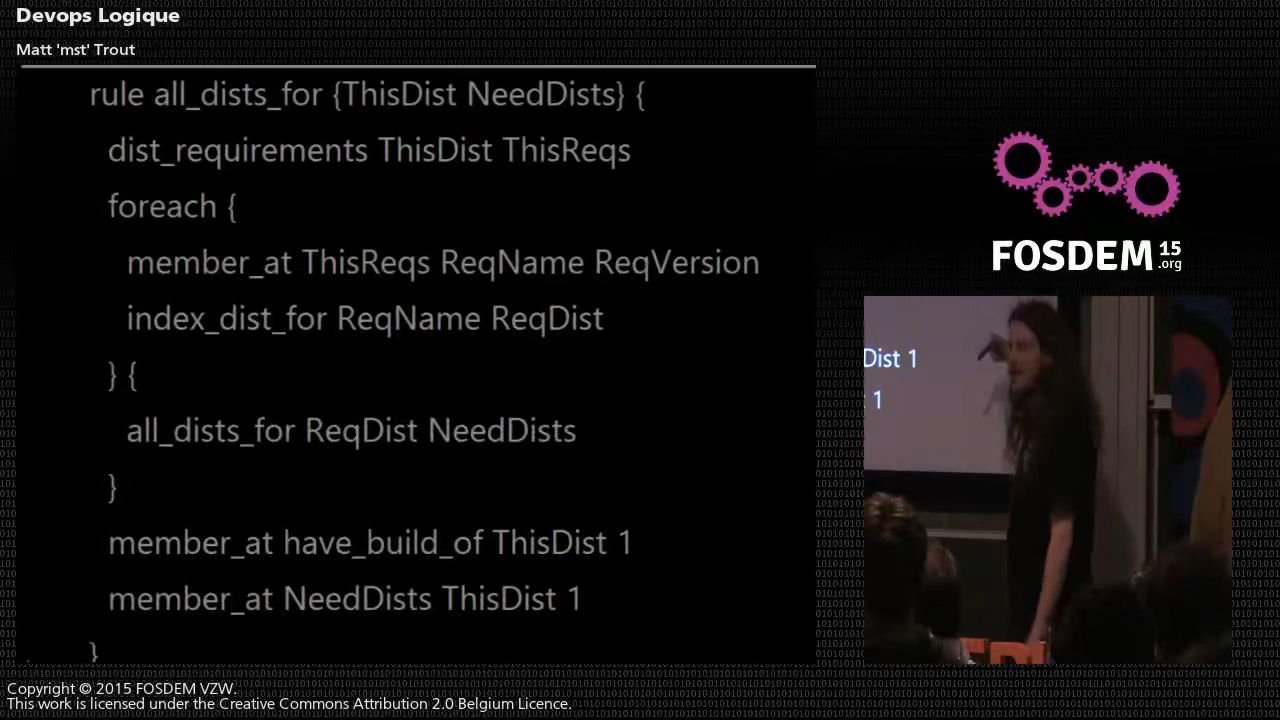 Devops Logique
Matt 'mst' Trout
rule all_dists_for {ThisDist NeedDists} {
dist_requirements ThisDist ThisReqs
foreach {
member_at ThisReqs ReqName ReqVersion
index_dist_for ReqName ReqDist
} {
all_dists_for ReqDist NeedDists
}
member_at have_build_of ThisDist 1
member_at NeedDists ThisDist 1
}
FOSDEM 15
.org
Dist 1
1
Copyright © 2015 FOSDEM VZW.
This work is licensed under the Creative Commons Attribution 2.0 Belgium Licence.